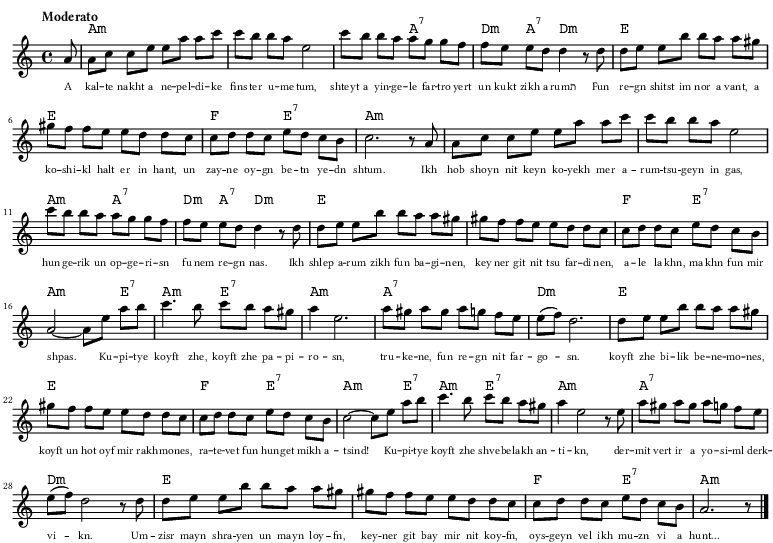 Moderato
Am A7 Dm A7 Dm E
A kal-te nakht a ne-pel-di-ke fins-ter u-me tum, shteyt a yin-ge-le far-tro yert un kukt zikh a rum Fun re-gn shitst im nor a vant, a
6
E F E7 Am
ko-shi-kl halt er in hant, un zay-ne oy-gn be-tn ye-dn shtum. Ikh hob shoyn nit keyn ko-yekh mer a-rum-tsu-geyn in gas,
11
Am A7 Dm A7 Dm E F E7
hun ge-rik un op-ge-ri-sn fu nem re-gn nas. Ikh shlep a-rum zikh fun ba-gi-nen, key ner git nit tsu far-di nen, a-le la khn, ma khn fun mir
16
Am E7 Am E7 Am A7 Dm E
shpas. Ku-pi-tye koyft zhe, koyft zhe pa-pi-ro-sn, tru-ke-ne, fun re-gn nit far-go-sn. koyft zhe bi-lik be-ne-mo-nes,
22
E F E7 Am E7 Am E7 Am A7
koyft un hot oyf mir rakh mones, ra-te-vet fun hun get mikh a-tsind! Ku-pi-tye koyft zhe shve be lakh an-ti-kn, der-mit vert ir a yo-si-ml derk-
28
Dm E F E7 Am
vi-kn. Um-zisr mayn shra-yen un mayn loy-fn, key-ner git bay mir nit koy-fn, oys-geyn vel ikh mu-zn vi a hunt...